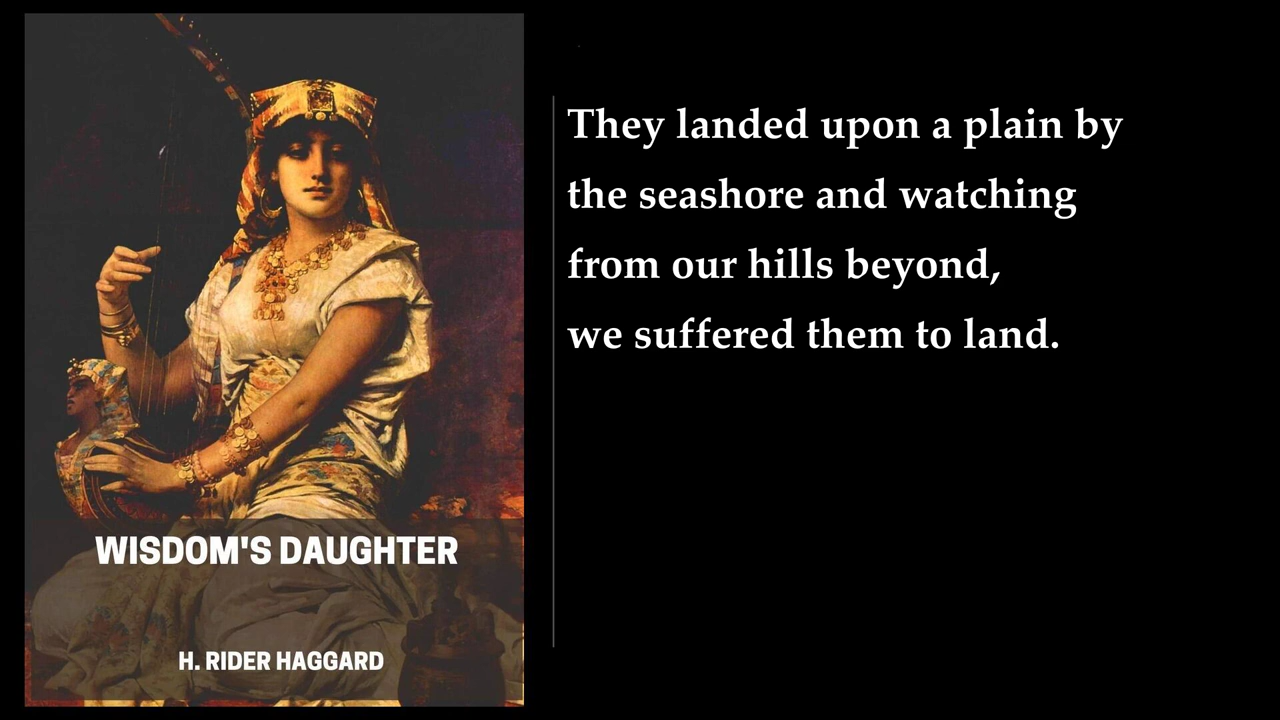 They landed upon a plain by
the seashore and watching
from our hills beyond,
we suffered them to land.
WISDOM'S DAUGHTER
H. RIDER HAGGARD